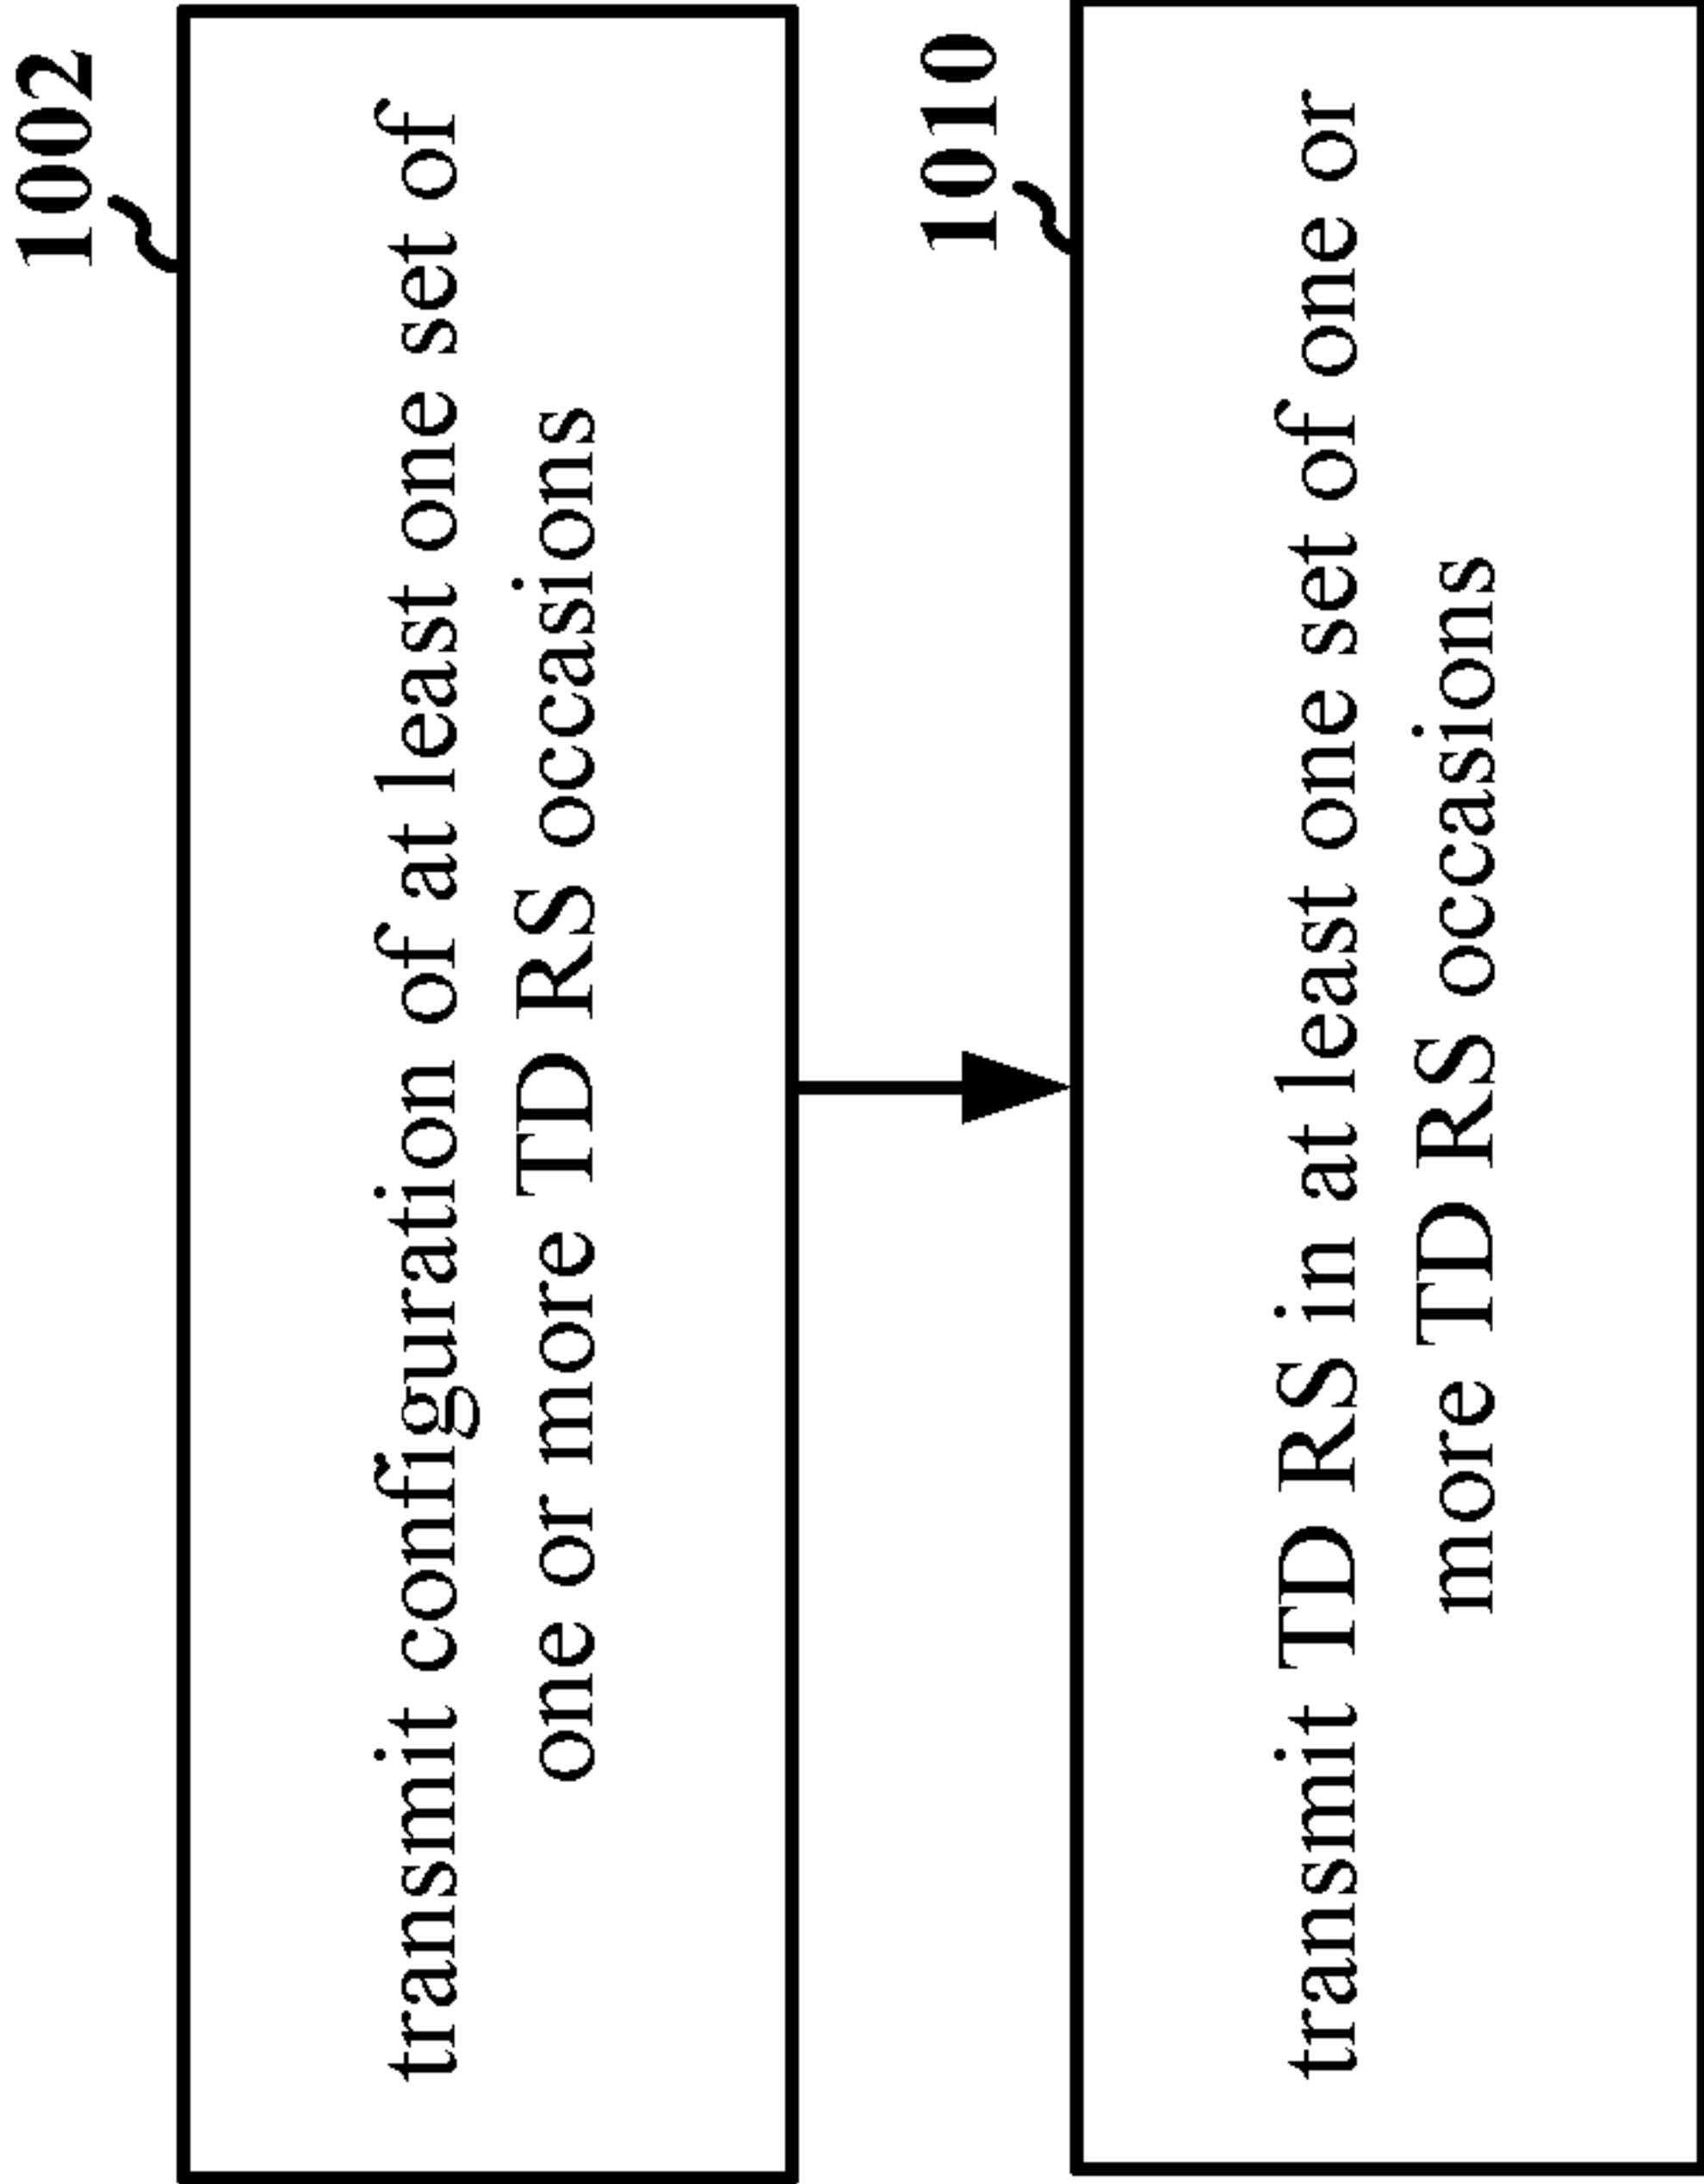 1002
transmit configuration of at least one set of
one or more TD RS occasions
1010
transmit TD RS in at least one set of one or
more TD RS occasions